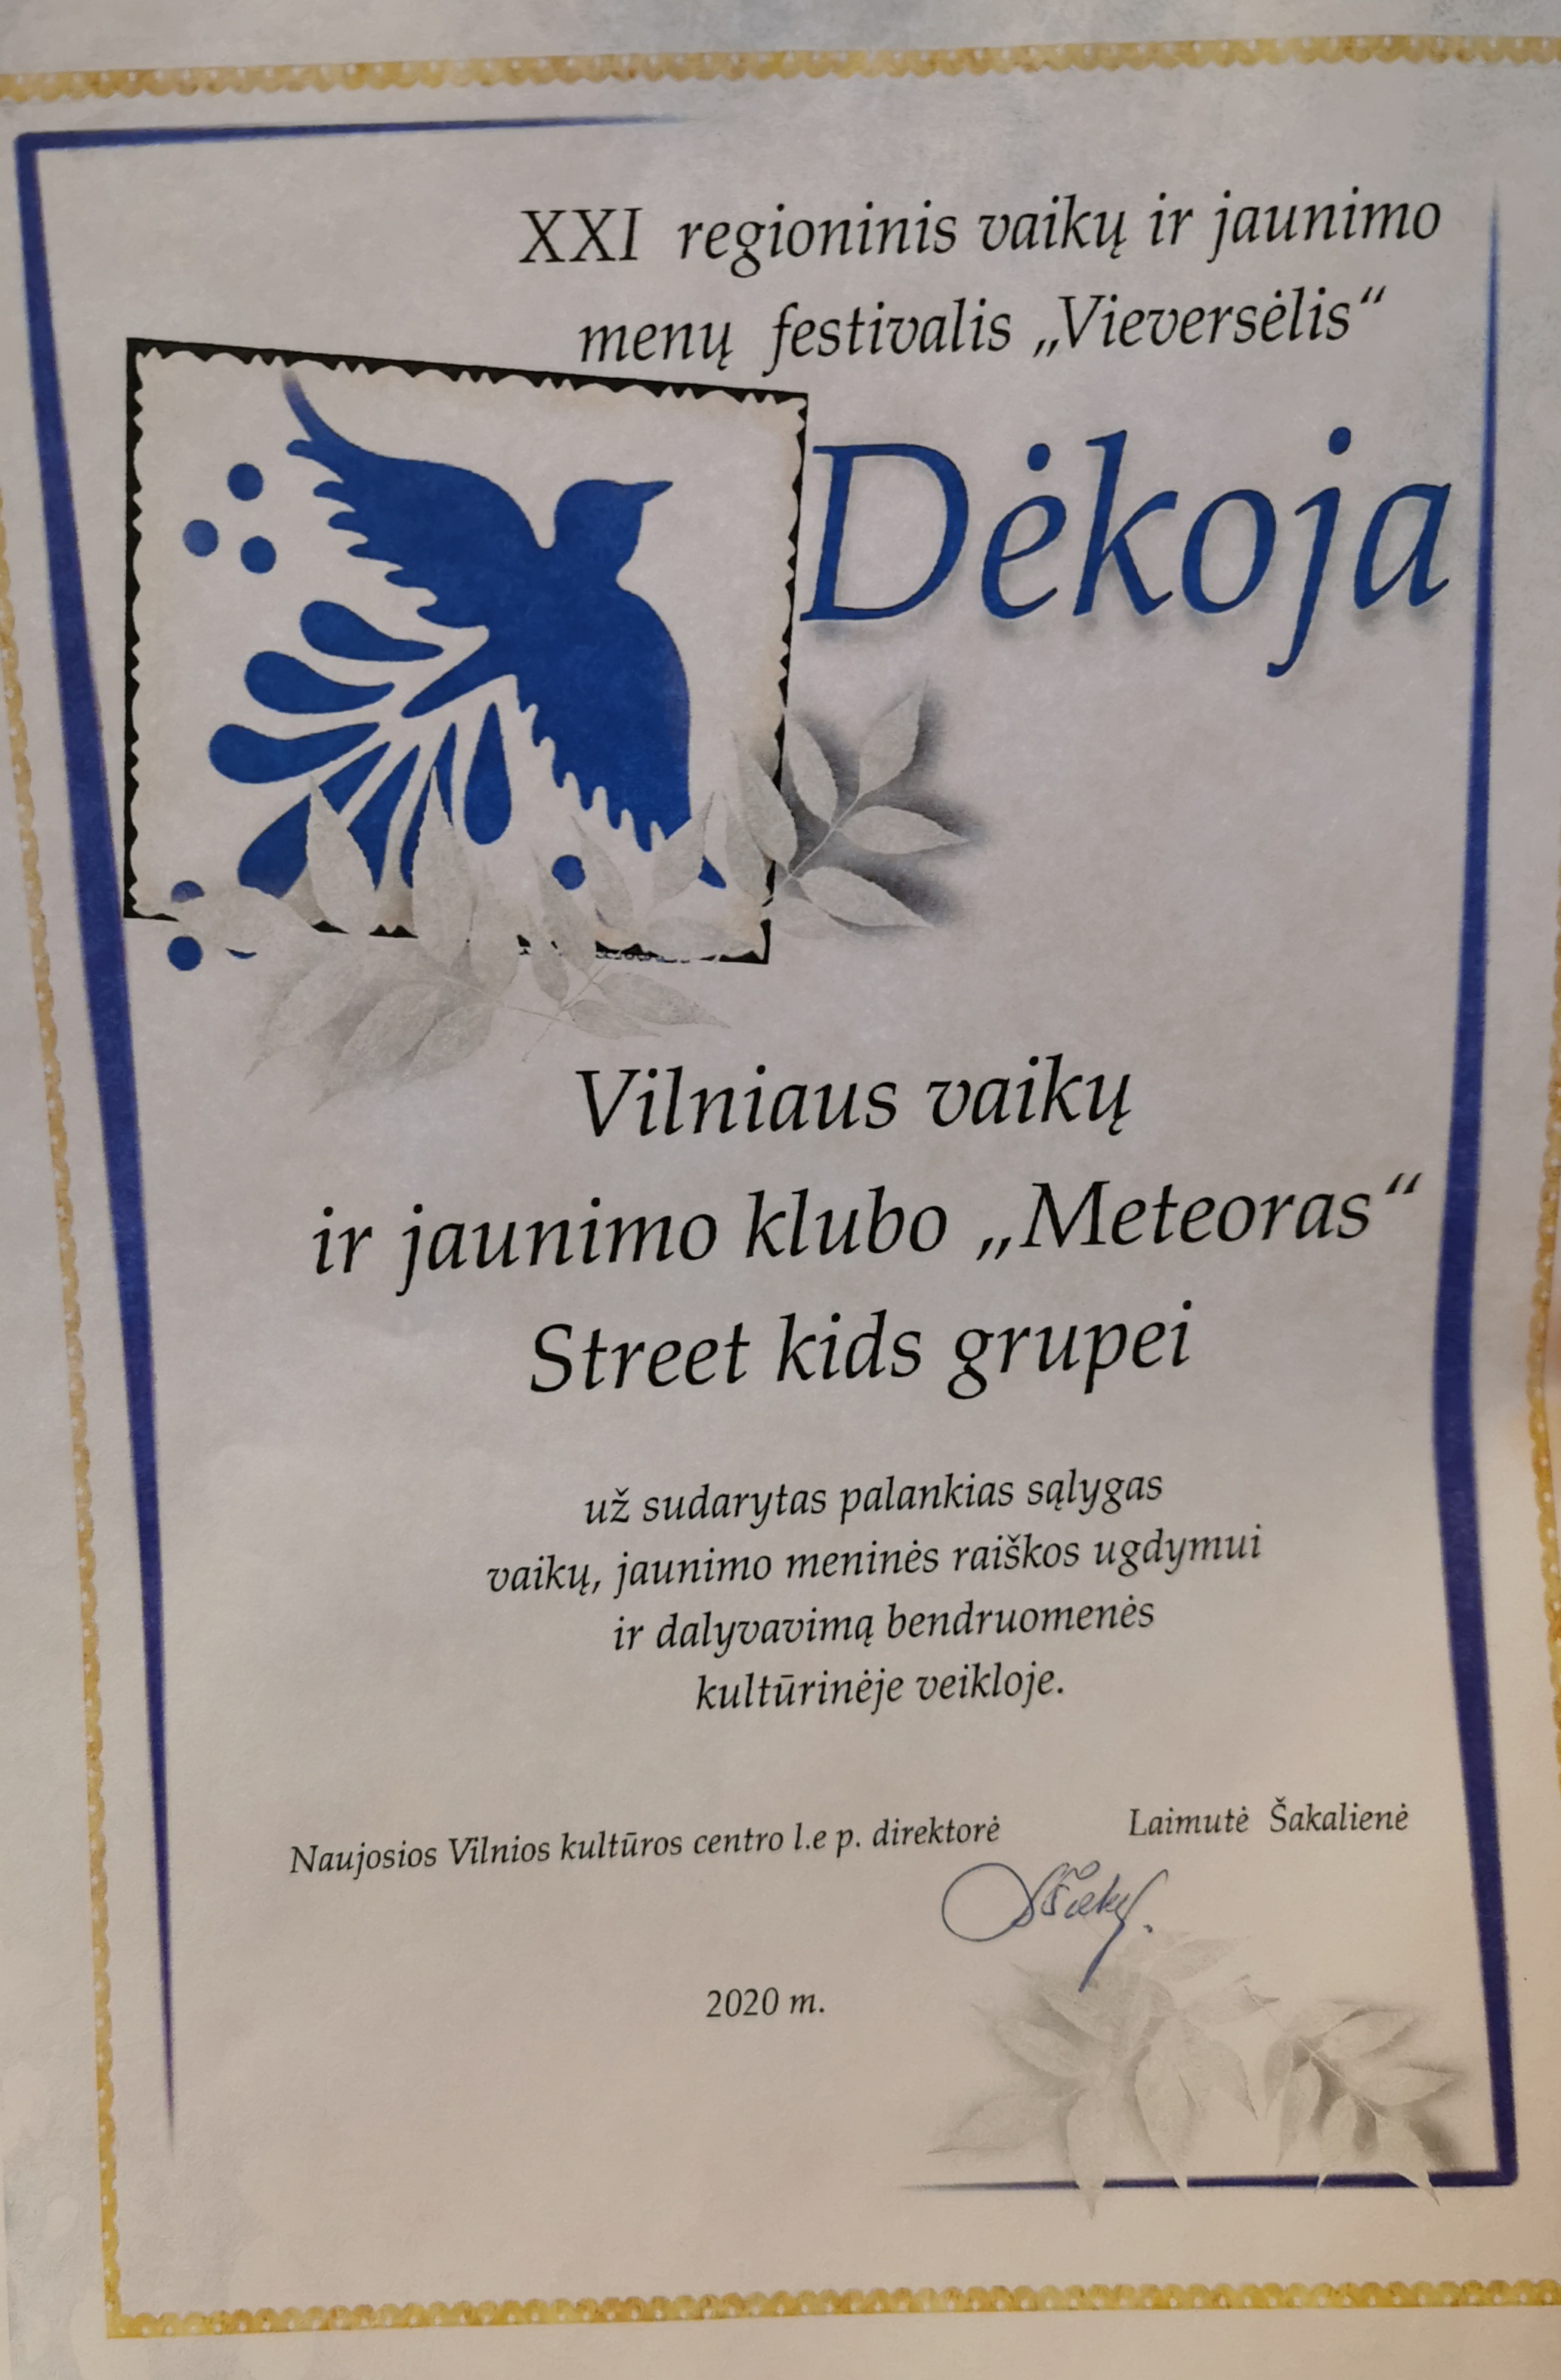 XXI regioninis vaikų ir jaunimo
menų festivalis „Vieversėlis“
Dėkoja
Vilniaus vaikų
ir jaunimo klubo „Meteoras“
Street kids grupei
už sudarytas palankias sąlygas
vaikų, jaunimo meninės raiškos ugdymui
ir dalyvavimą bendruomenės
kultūrinėje veikloje.
Naujosios Vilnios kultūros centro l.e p. direktorė Laimutė Šakalienė
2020 m.